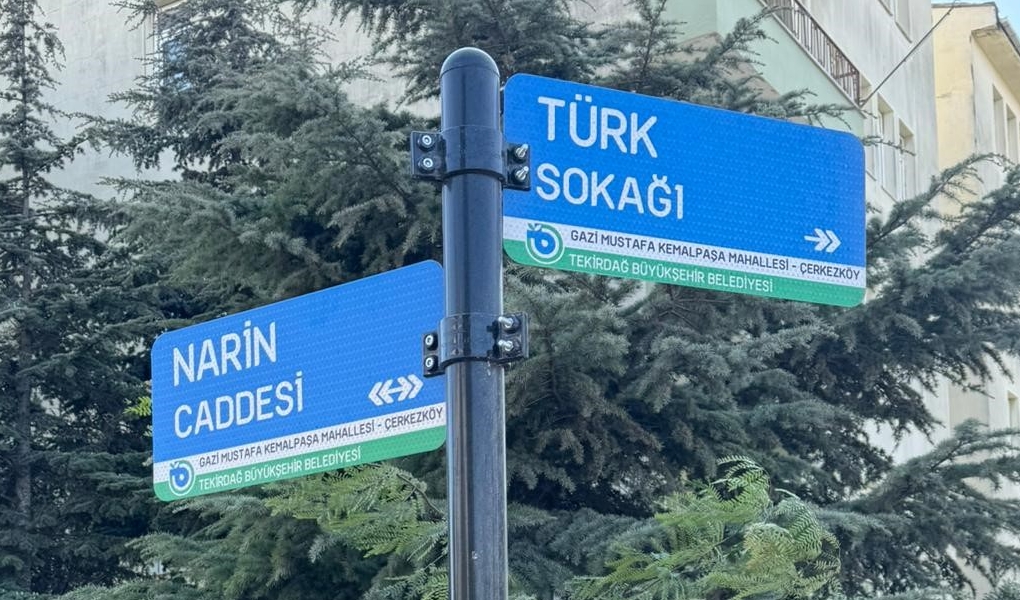 TÜRK
SOKAĞI
GAZİ MUSTAFA KEMALPAŞA MAHALLESİ - ÇERKEZKÖY
TEKİRDAĞ BÜYÜKŞEHİR BELEDİYESİ
NARİN
CADDESİ
GAZİ MUSTAFA KEMALPAŞA MAHALLESİ - ÇERKEZKÖY
TEKİRDAĞ BÜYÜKŞEHİR BELEDİYESİ